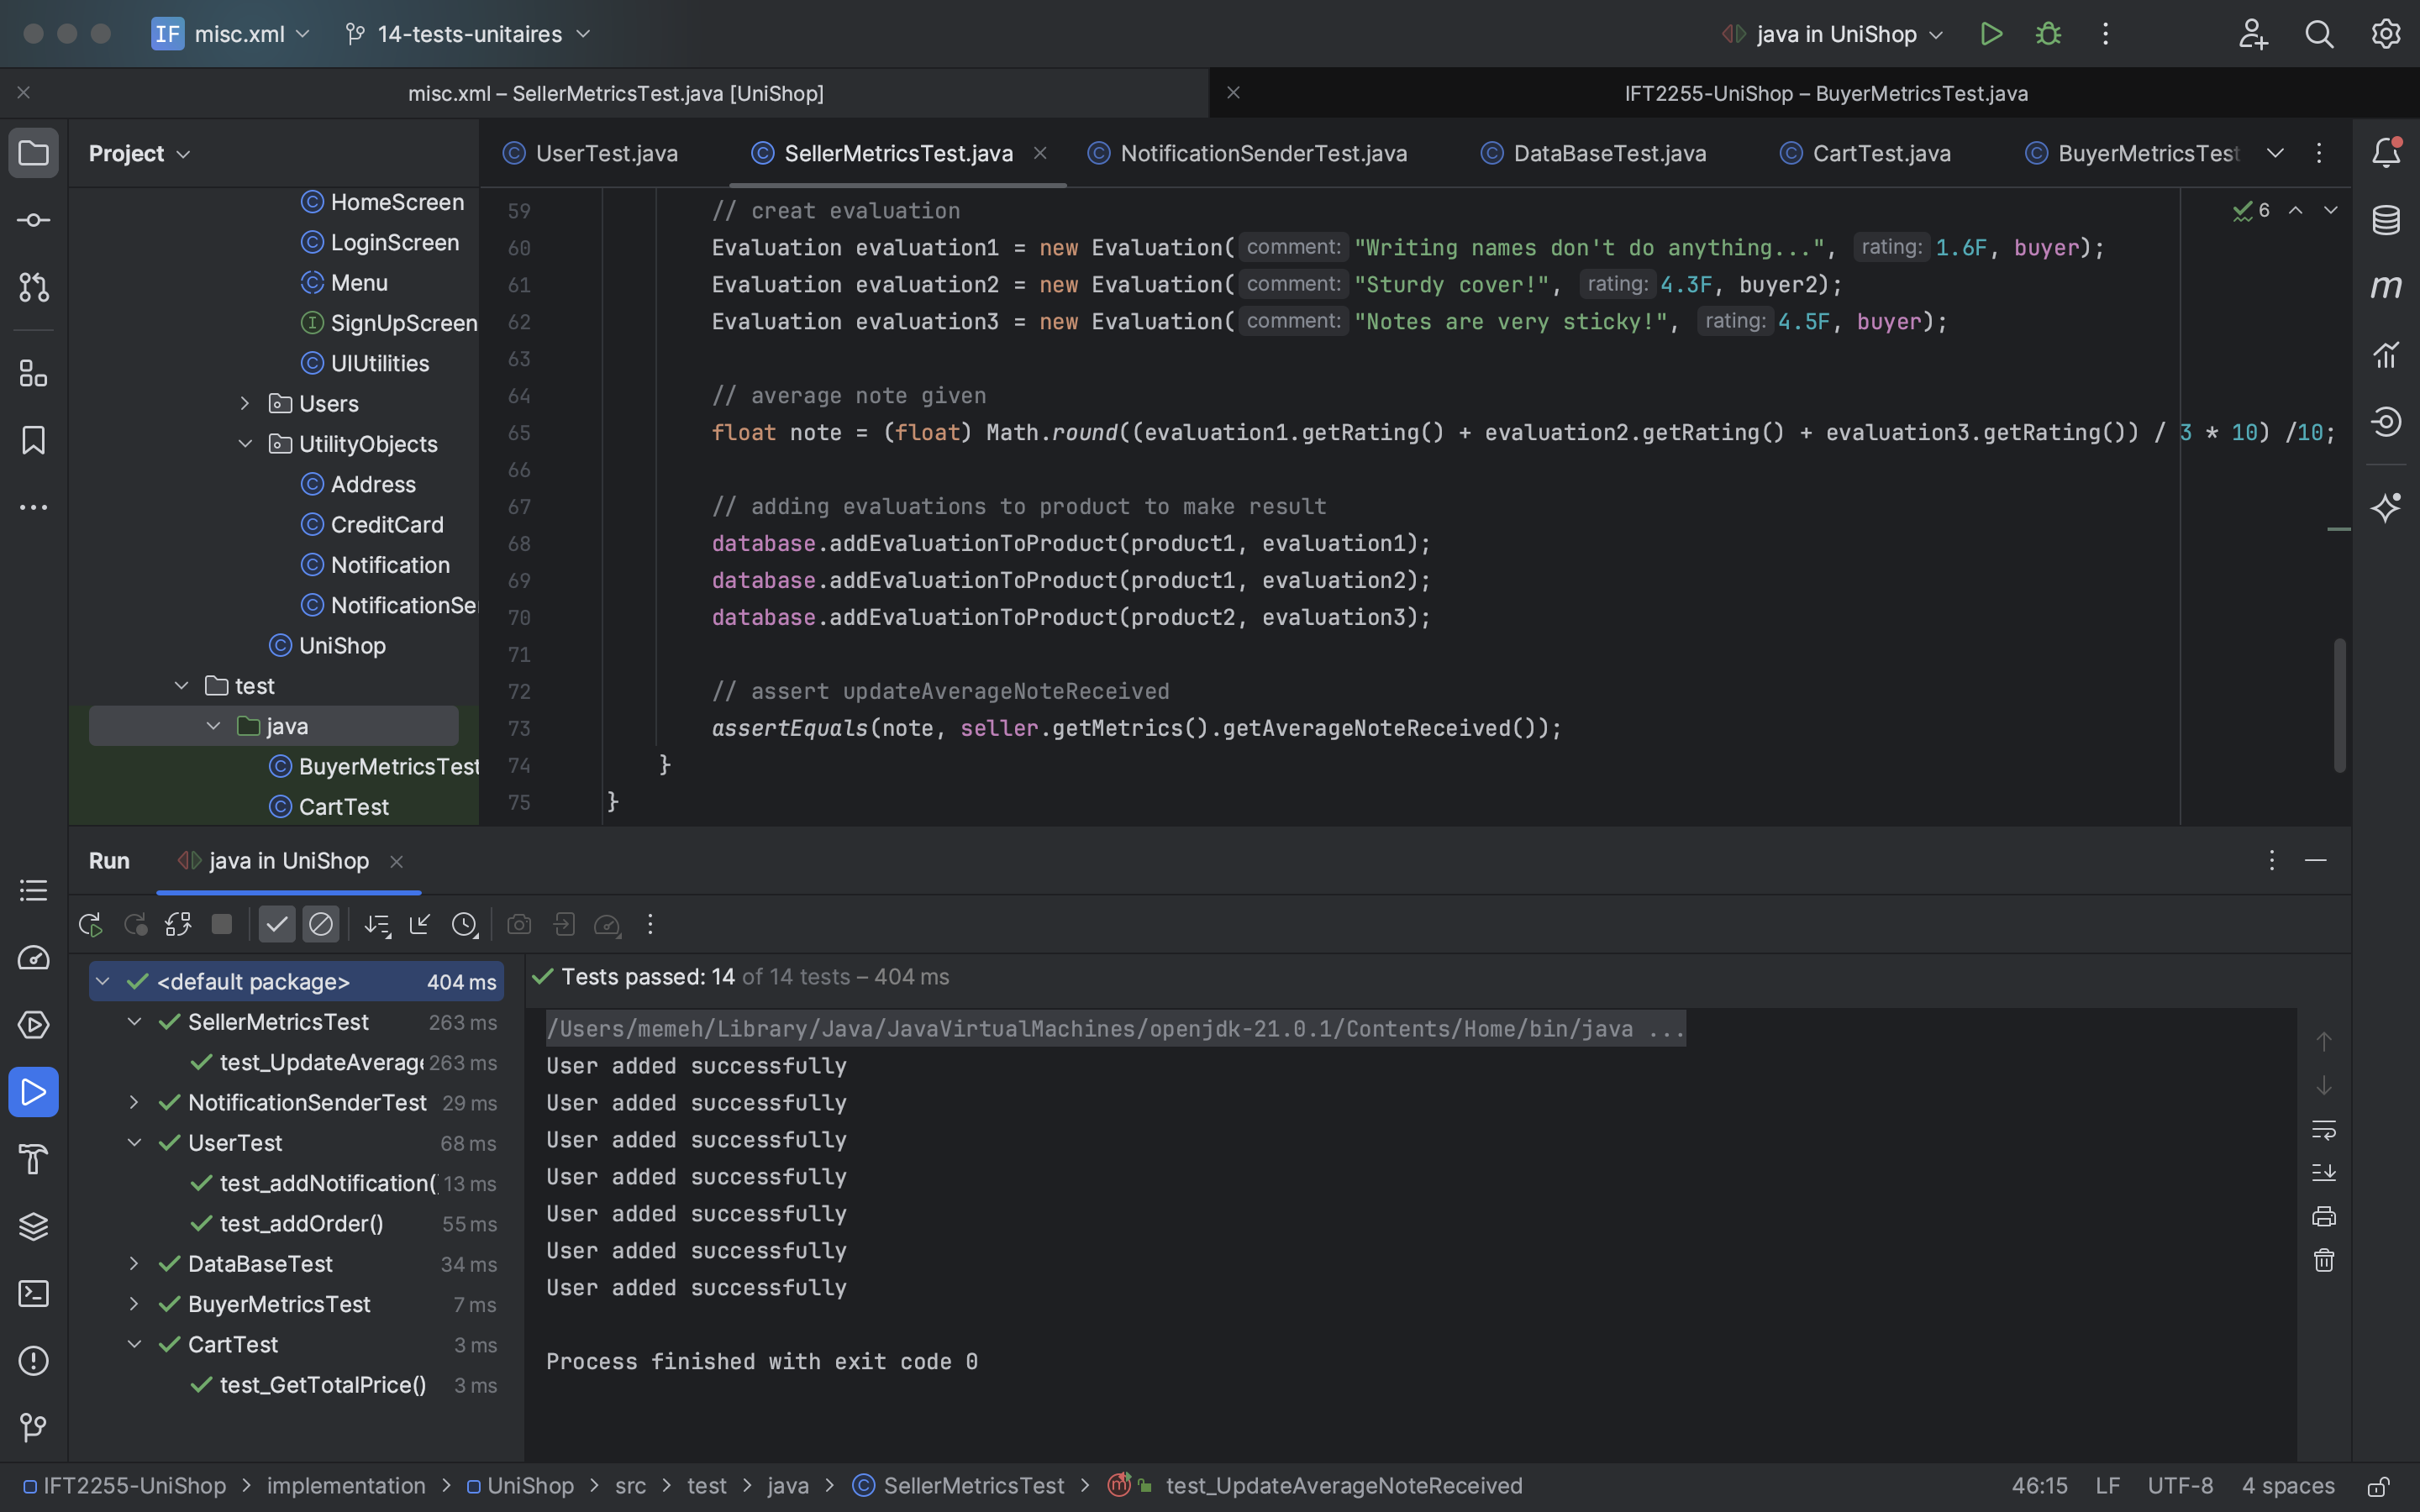 IF misc.xml 14-tests-unitaires java in UniShop
misc.xml – SellerMetricsTest.java [UniShop] IFT2255-UniShop – BuyerMetricsTest.java
Project
UserTest.java SellerMetricsTest.java NotificationSenderTest.java DataBaseTest.java CartTest.java BuyerMetricsTest
HomeScreen
LoginScreen
Menu
SignUpScreen
UIUtilities
Users
UtilityObjects
Address
CreditCard
Notification
NotificationSe
UniShop
test
java
BuyerMetricsTest
CartTest
6
59 // creat evaluation
60 Evaluation evaluation1 = new Evaluation( comment: "Writing names don't do anything...", rating: 1.6F, buyer);
61 Evaluation evaluation2 = new Evaluation( comment: "Sturdy cover!", rating: 4.3F, buyer2);
62 Evaluation evaluation3 = new Evaluation( comment: "Notes are very sticky!", rating: 4.5F, buyer);
63
64 // average note given
65 float note = (float) Math.round((evaluation1.getRating() + evaluation2.getRating() + evaluation3.getRating()) / 3 * 10) /10;
66
67 // adding evaluations to product to make result
68 database.addEvaluationToProduct(product1, evaluation1);
69 database.addEvaluationToProduct(product1, evaluation2);
70 database.addEvaluationToProduct(product2, evaluation3);
71
72 // assert updateAverageNoteReceived
73 assertEquals(note, seller.getMetrics().getAverageNoteReceived());
74 }
75 }
Run java in UniShop
<default package> 404 ms
SellerMetricsTest 263 ms
test_UpdateAverage 263 ms
NotificationSenderTest 29 ms
UserTest 68 ms
test_addNotification( 13 ms
test_addOrder() 55 ms
DataBaseTest 34 ms
BuyerMetricsTest 7 ms
CartTest 3 ms
test_GetTotalPrice() 3 ms
Tests passed: 14 of 14 tests – 404 ms
/Users/memeh/Library/Java/JavaVirtualMachines/openjdk-21.0.1/Contents/Home/bin/java ...
User added successfully
User added successfully
User added successfully
User added successfully
User added successfully
User added successfully
User added successfully
Process finished with exit code 0
IFT2255-UniShop > implementation > UniShop > src > test > java > SellerMetricsTest > test_UpdateAverageNoteReceived 46:15 LF UTF-8 4 spaces